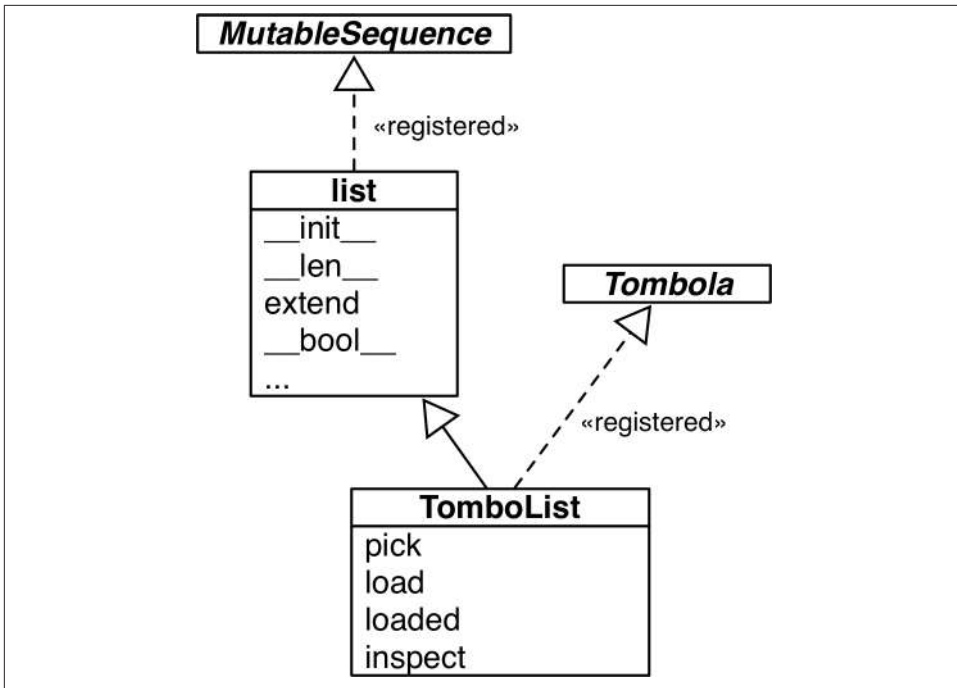 MutableSequence
«registered»
list
__init__
__len__
extend
__bool__
...
Tombola
«registered»
TomboList
pick
load
loaded
inspect